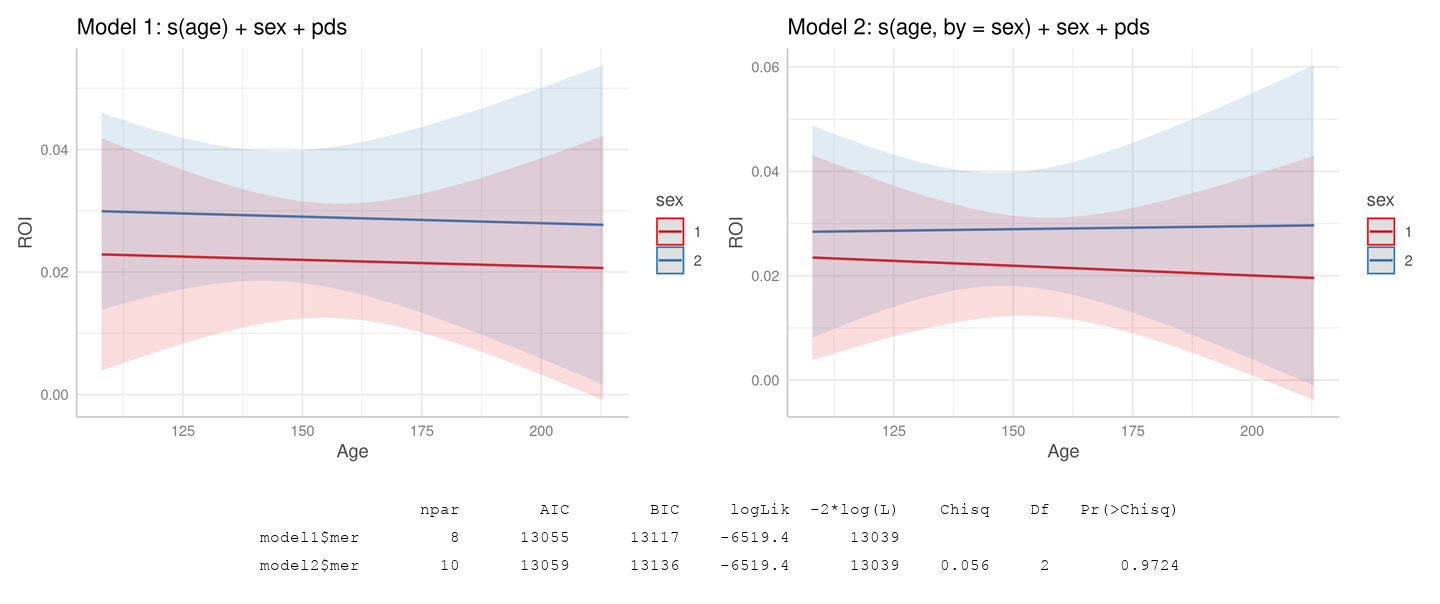 Model 1: s(age) + sex + pds
ROI
0.04
0.02
0.00
125 150 175 200
Age
sex
1
2
Model 2: s(age, by = sex) + sex + pds
ROI
0.06
0.04
0.02
0.00
125 150 175 200
Age
sex
1
2
npar AIC BIC logLik -2*log(L) Chisq Df Pr(>Chisq)
model1$mer 8 13055 13117 -6519.4 13039
model2$mer 10 13059 13136 -6519.4 13039 0.056 2 0.9724